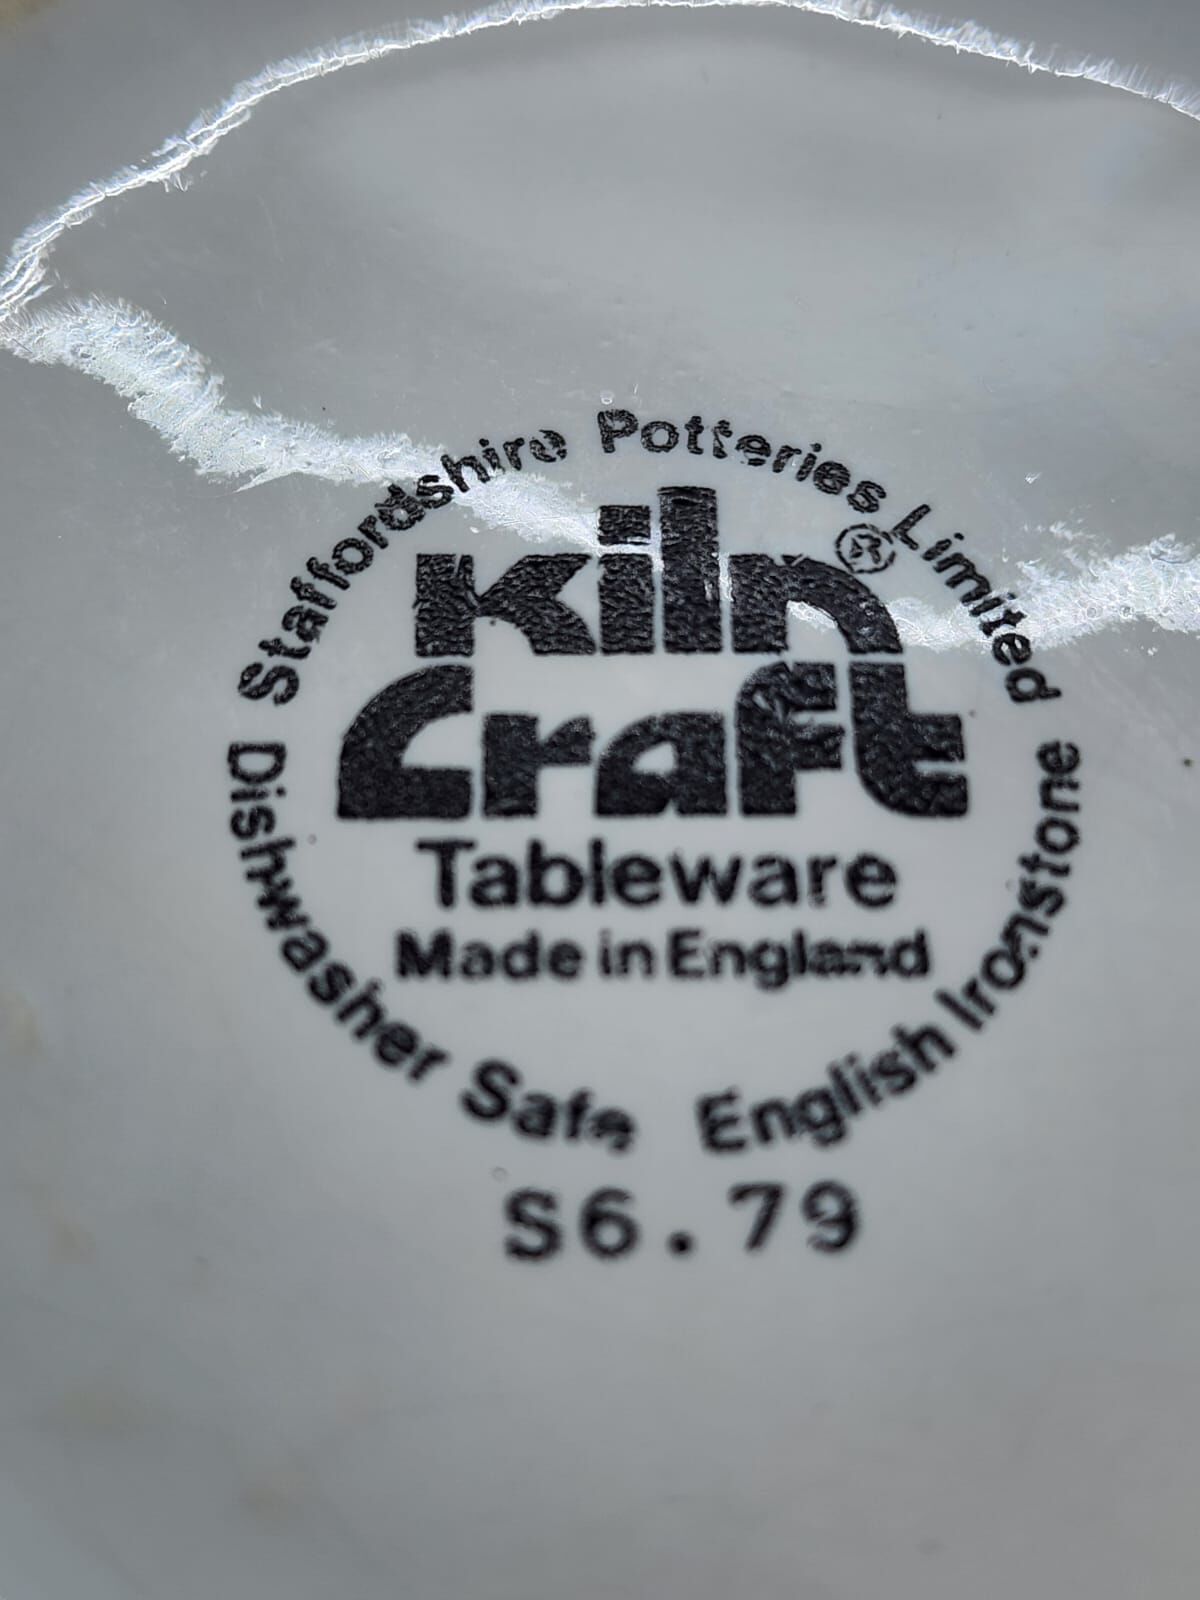 Staffordshire Potteries Limited
Kiln
®
Craft
Tableware
Made in England
Dishwasher Safe English Ironstone
S6.79